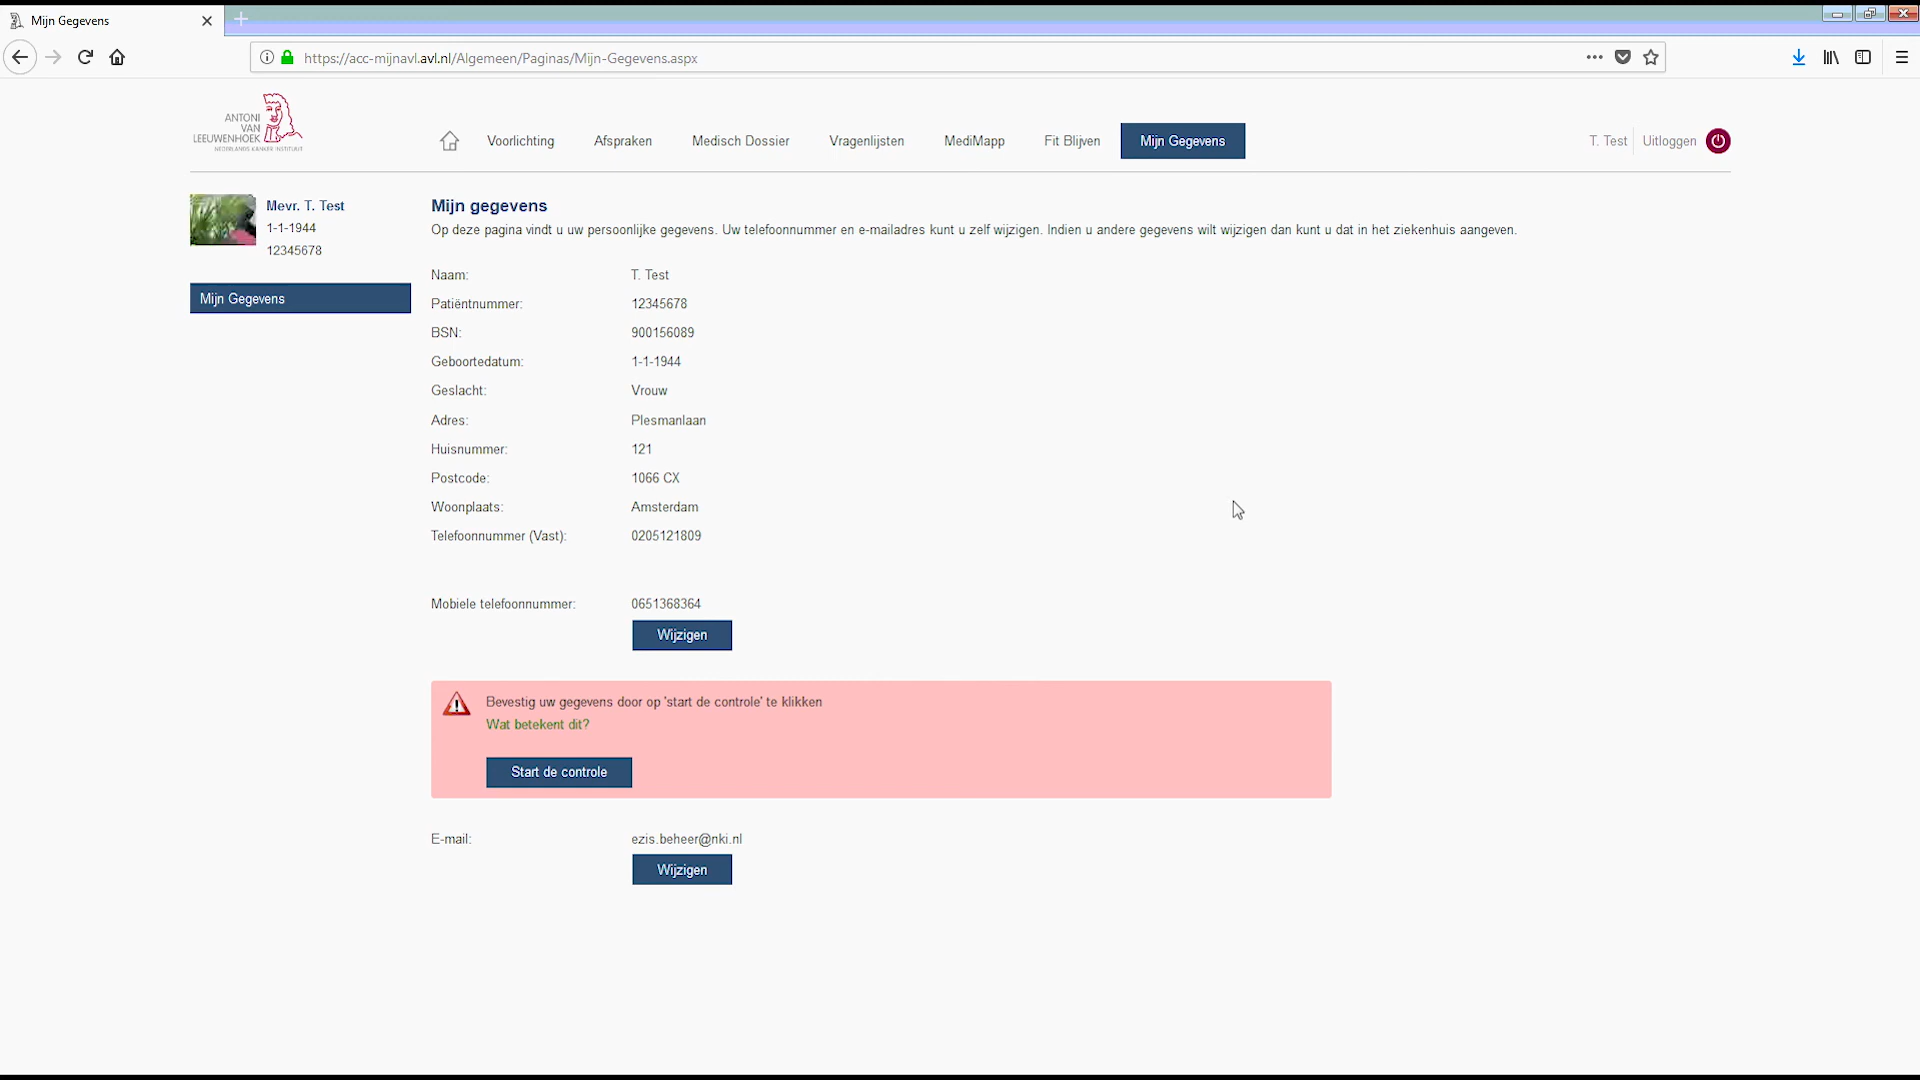 Mijn Gegevens
https://acc-mijnavl.avl.nl/Algemeen/Paginas/Mijn-Gegevens.aspx
ANTONI
VAN
LEEUWENHOEK
NEDERLANDS KANKER INSTITUUT
Voorlichting Afspraken Medisch Dossier Vragenlijsten MediMapp Fit Blijven Mijn Gegevens T. Test Uitloggen
Mevr. T. Test
1-1-1944
12345678
Mijn Gegevens
Mijn gegevens
Op deze pagina vindt u uw persoonlijke gegevens. Uw telefoonnummer en e-mailadres kunt u zelf wijzigen. Indien u andere gegevens wilt wijzigen dan kunt u dat in het ziekenhuis aangeven.
Naam: T. Test
Patiëntnummer: 12345678
BSN: 900156089
Geboortedatum: 1-1-1944
Geslacht: Vrouw
Adres: Plesmanlaan
Huisnummer: 121
Postcode: 1066 CX
Woonplaats: Amsterdam
Telefoonnummer (Vast): 0205121809
Mobiele telefoonnummer: 0651368364
Wijzigen
Bevestig uw gegevens door op 'start de controle' te klikken
Wat betekent dit?
Start de controle
E-mail: ezis.beheer@nki.nl
Wijzigen